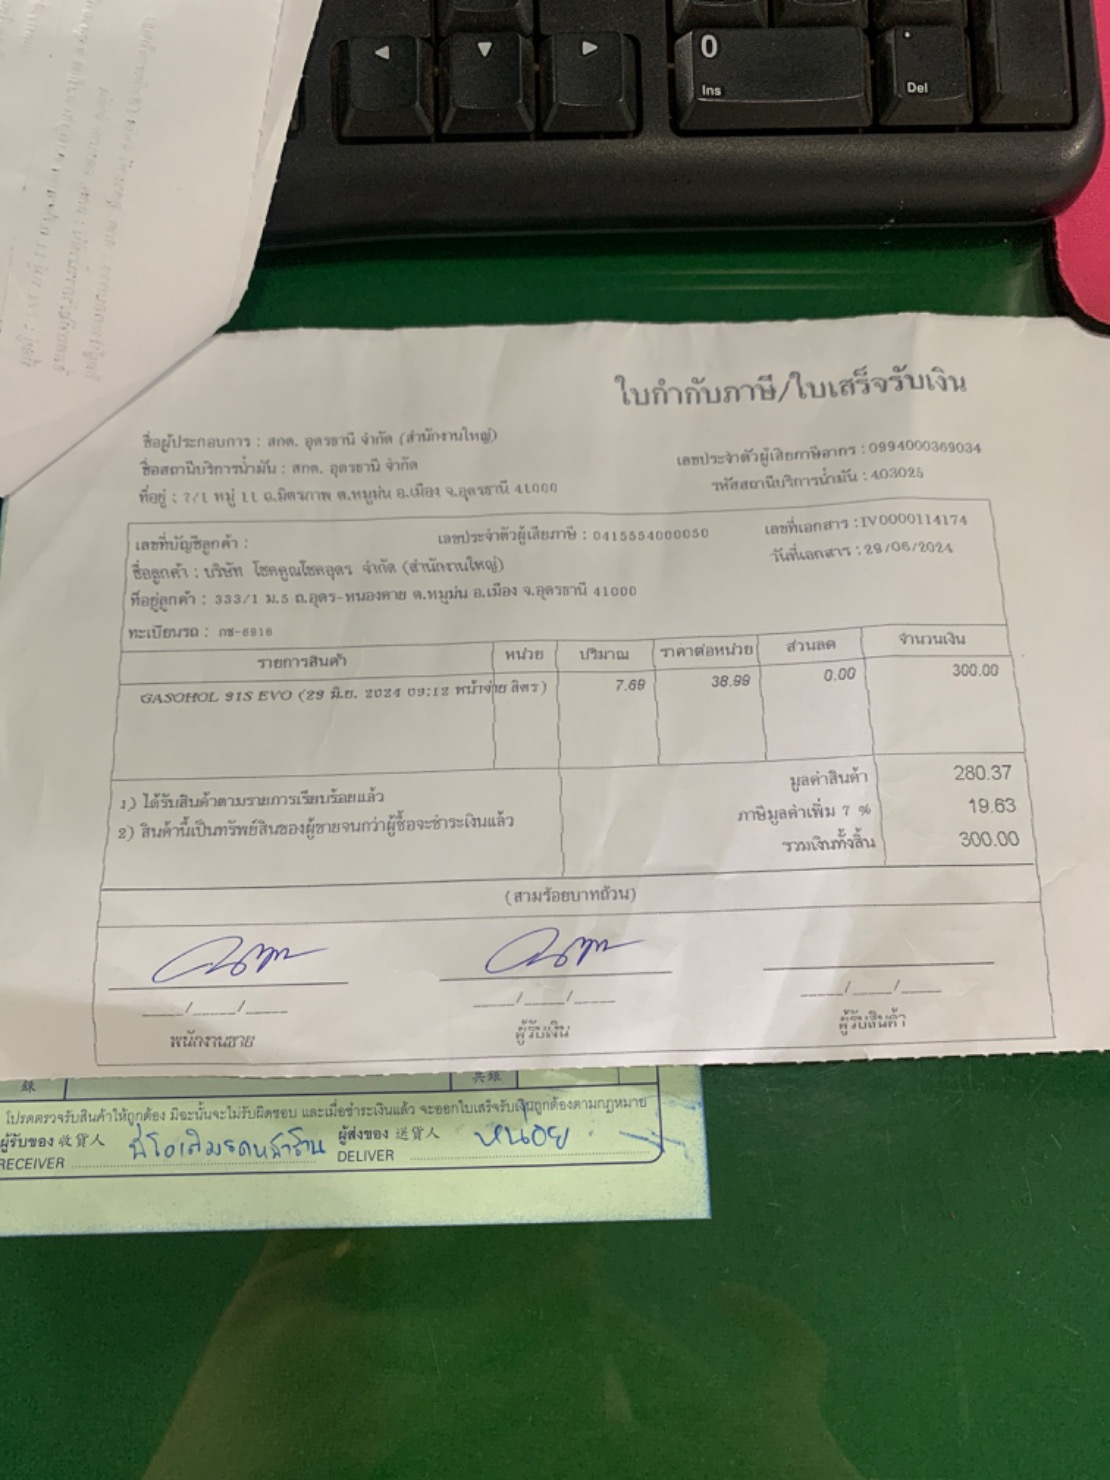 0
Ins
Del
ใบกำกับภาษี/ใบเสร็จรับเงิน
ชื่อผู้ประกอบการ : สกต. อุดรธานี จำกัด (สำนักงานใหญ่)
ชื่อสถานีบริการน้ำมัน : สกต. อุดรธานี จำกัด
ที่อยู่ : 7/1 หมู่ 11 ถ.มิตรภาพ ต.หมูม่น อ.เมือง จ.อุดรธานี 41000
เลขประจำตัวผู้เสียภาษีอากร : 0994000369034
รหัสสถานีบริการน้ำมัน : 403025
เลขที่บัญชีลูกค้า : เลขประจำตัวผู้เสียภาษี : 0415554000050 เลขที่เอกสาร : IV0000114174
ชื่อลูกค้า : บริษัท โชคคูณโชคอุดร จำกัด (สำนักงานใหญ่) วันที่เอกสาร : 29/06/2024
ที่อยู่ลูกค้า : 333/1 ม.5 ถ.อุดร-หนองคาย ต.หมูม่น อ.เมือง จ.อุดรธานี 41000
ทะเบียนรถ : กช-6916
รายการสินค้า หน่วย ปริมาณ ราคาต่อหน่วย ส่วนลด จำนวนเงิน
GASOHOL 91S EVO (29 มิ.ย. 2024 09:12 หน้าจ่าย ลิตร) 7.69 38.99 0.00 300.00
1) ได้รับสินค้าตามรายการเรียบร้อยแล้ว
2) สินค้านี้เป็นทรัพย์สินของผู้ขายจนกว่าผู้ซื้อจะชำระเงินแล้ว
มูลค่าสินค้า 280.37
ภาษีมูลค่าเพิ่ม 7 % 19.63
รวมเงินทั้งสิ้น 300.00
(สามร้อยบาทถ้วน)
____/____/____ ____/____/____ ____/____/____
พนักงานขาย ผู้รับเงิน ผู้รับสินค้า
โปรดตรวจรับสินค้าให้ถูกต้อง มิฉะนั้นจะไม่รับผิดชอบ และเมื่อชำระเงินแล้ว จะออกใบเสร็จรับเงินถูกต้องตามกฎหมาย
ผู้รับของ 收貨人 ผู้ส่งของ 送貨人 หน่อย
RECEIVER DELIVER